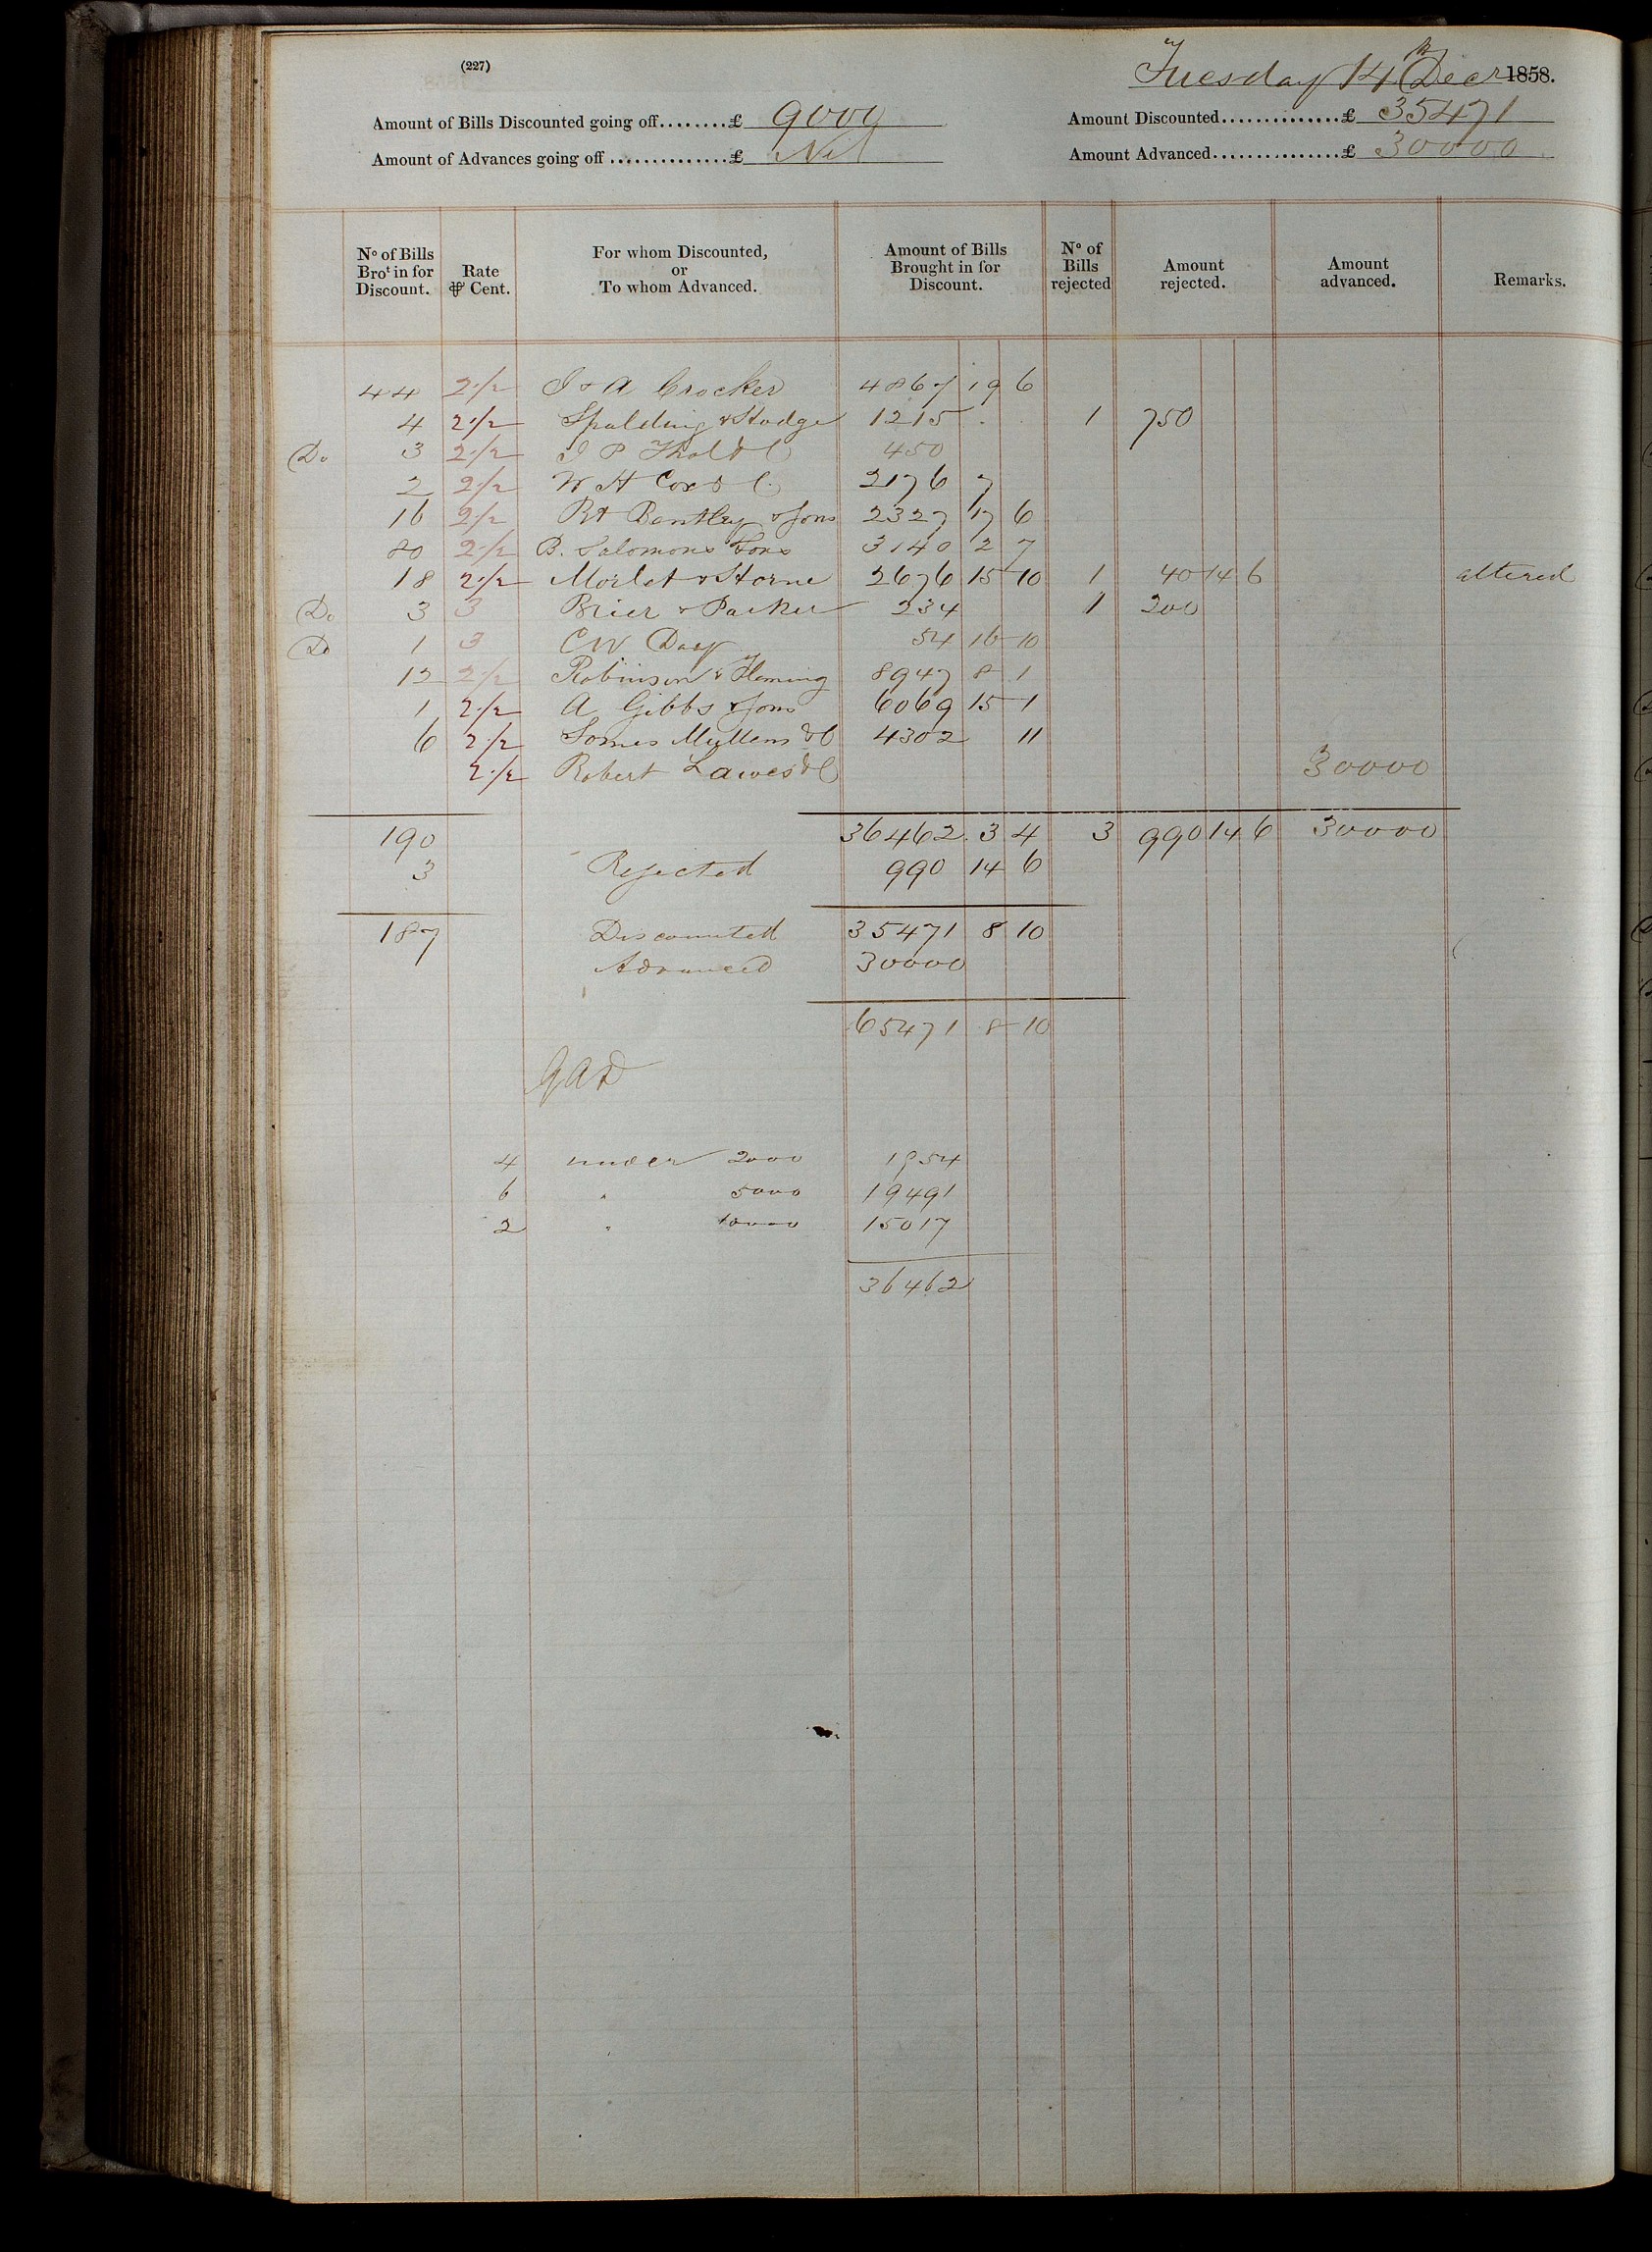 (227)
Tuesday 14th Decr 1858.
Amount of Bills Discounted going off........£ 9000
Amount Discounted..............£ 35471
Amount of Advances going off..............£ Nil
Amount Advanced...............£ 30000
No of Bills Brot in for Discount. Rate ⅌ Cent. For whom Discounted, or To whom Advanced. Amount of Bills Brought in for Discount. No of Bills rejected Amount rejected. Amount advanced. Remarks.
44 2½ J & A Crocker 4867 19 6
4 2½ Spalding & Hodge 1215 . . 1 750
Do 3 2½ J P & Co 450
2 2½ W H Cox & Co 2176 7
16 2½ Rd Bentley & Sons 2327 17 6
80 2½ B. Salomons Sons 3140 2 7
18 2½ Morlet & Horne 2676 15 10 1 40 14 6 altered
Do 3 3 Brier & Parker 234 1 200
Do 1 3 C W 54 16 10
12 2½ Robinson & Fleming 8947 8 1
1 2½ A Gibbs & Sons 6069 15 1
6 2½ Somes Mullens & Co 4302 11
2½ Robert Lawes & Co 30000
190 36462 3 4 3 990 14 6 30000
3 Rejected 990 14 6
187 Discounted 35471 8 10
Advanced 30000
65471 8 10
GAD
4 under 2000 1954
6 " 5000 19491
2 " 10000 15017
36462